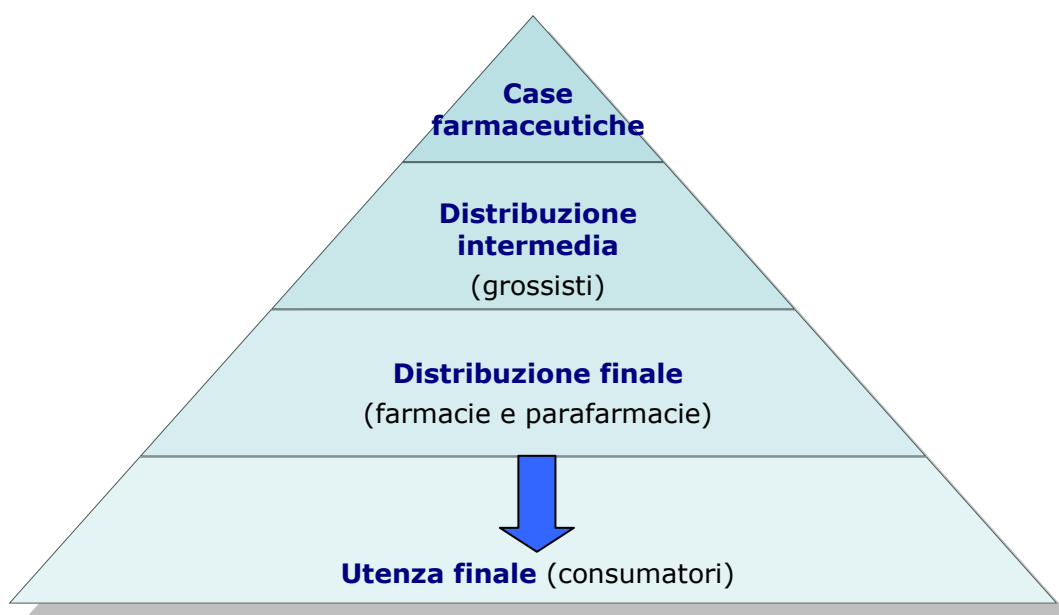 Case
farmaceutiche
Distribuzione
intermedia
(grossisti)
Distribuzione finale
(farmacie e parafarmacie)
Utenza finale (consumatori)